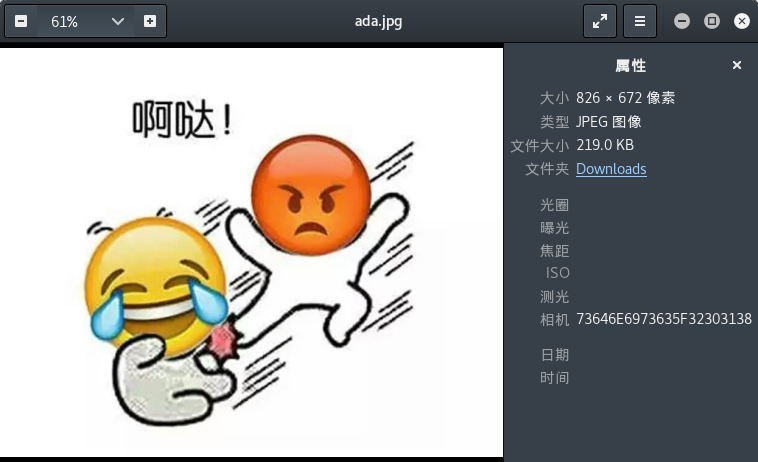 61%
ada.jpg
啊哒！
属性
大小 826 × 672 像素
类型 JPEG 图像
文件大小 219.0 KB
文件夹 Downloads
光圈
曝光
焦距
ISO
测光
相机 73646E6973635F32303138
日期
时间